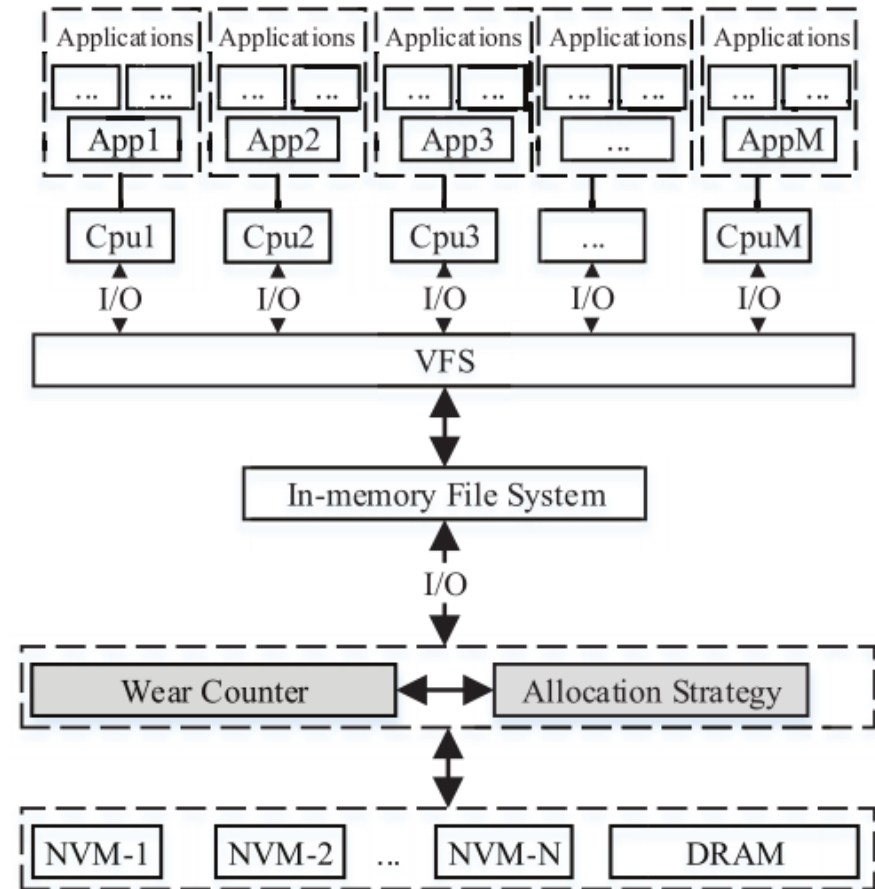 Applications Applications Applications Applications Applications
... ... ... ... ... ... ... ... ... ...
App1 App2 App3 ... AppM
Cpu1 Cpu2 Cpu3 ... CpuM
I/O I/O I/O I/O I/O
VFS
In-memory File System
I/O
Wear Counter Allocation Strategy
NVM-1 NVM-2 ... NVM-N DRAM